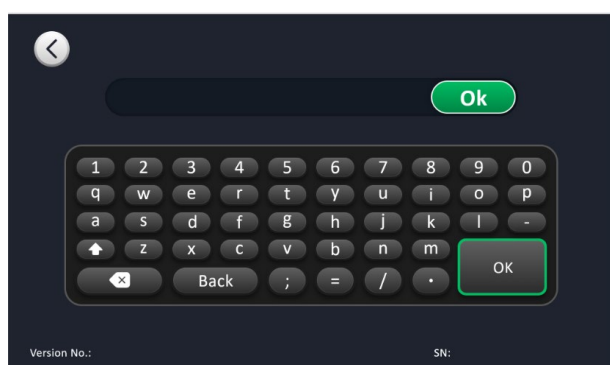 Ok
1 2 3 4 5 6 7 8 9 0
q w e r t y u i o p
a s d f g h j k l -
z x c v b n m
OK
Back ; = / .
Version No.: SN: